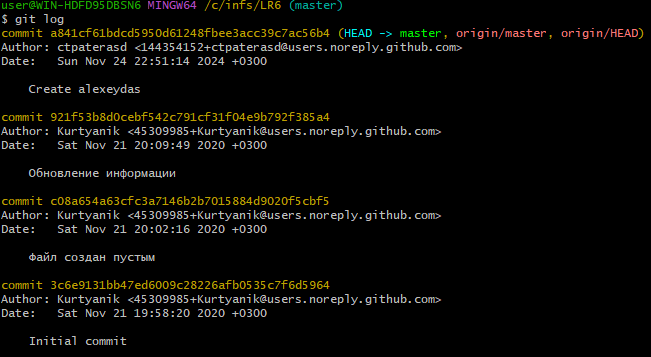 user@WIN-HDFD95DBSN6 MINGW64 /c/infs/LR6 (master)
$ git log
commit a841cf61bdcd5950d61248fbee3acc39c7ac56b4 (HEAD -> master, origin/master, origin/HEAD)
Author: ctpaterasd <144354152+ctpaterasd@users.noreply.github.com>
Date:   Sun Nov 24 22:51:14 2024 +0300
Create alexeydas
commit 921f53b8d0cebf542c791cf31f04e9b792f385a4
Author: Kurtyanik <45309985+Kurtyanik@users.noreply.github.com>
Date:   Sat Nov 21 20:09:49 2020 +0300
Обновление информации
commit c08a654a63cfc3a7146b2b7015884d9020f5cbf5
Author: Kurtyanik <45309985+Kurtyanik@users.noreply.github.com>
Date:   Sat Nov 21 20:02:16 2020 +0300
Файл создан пустым
commit 3c6e9131bb47ed6009c28226afb0535c7f6d5964
Author: Kurtyanik <45309985+Kurtyanik@users.noreply.github.com>
Date:   Sat Nov 21 19:58:20 2020 +0300
Initial commit